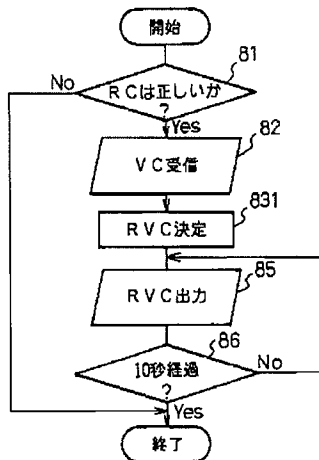 開始
81
RCは正しいか
?
No
Yes
82
VC受信
831
RVC決定
85
RVC出力
86
10秒経過
?
No
Yes
終了